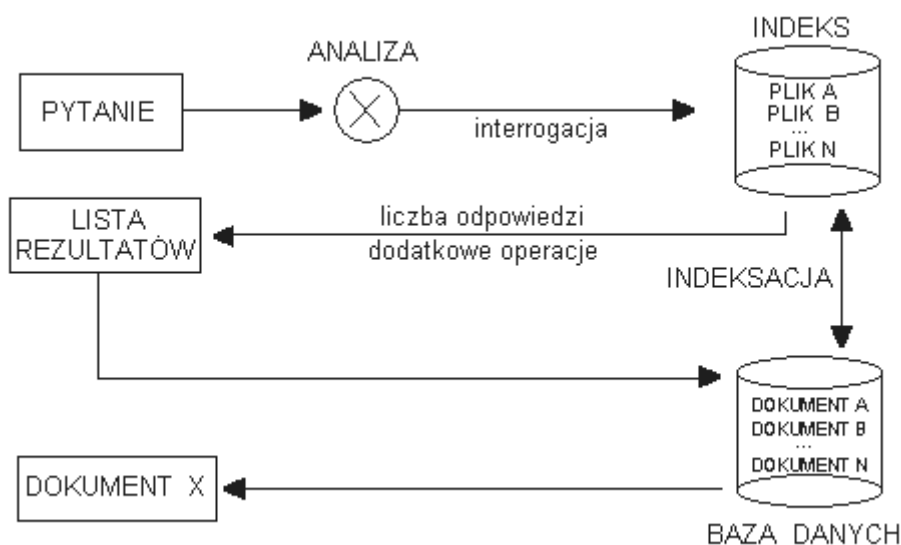 INDEKS
ANALIZA
PYTANIE
interrogacja
PLIK A
PLIK B
...
PLIK N
LISTA
REZULTATÓW
liczba odpowiedzi
dodatkowe operacje
INDEKSACJA
DOKUMENT A
DOKUMENT B
...
DOKUMENT N
DOKUMENT X
BAZA DANYCH